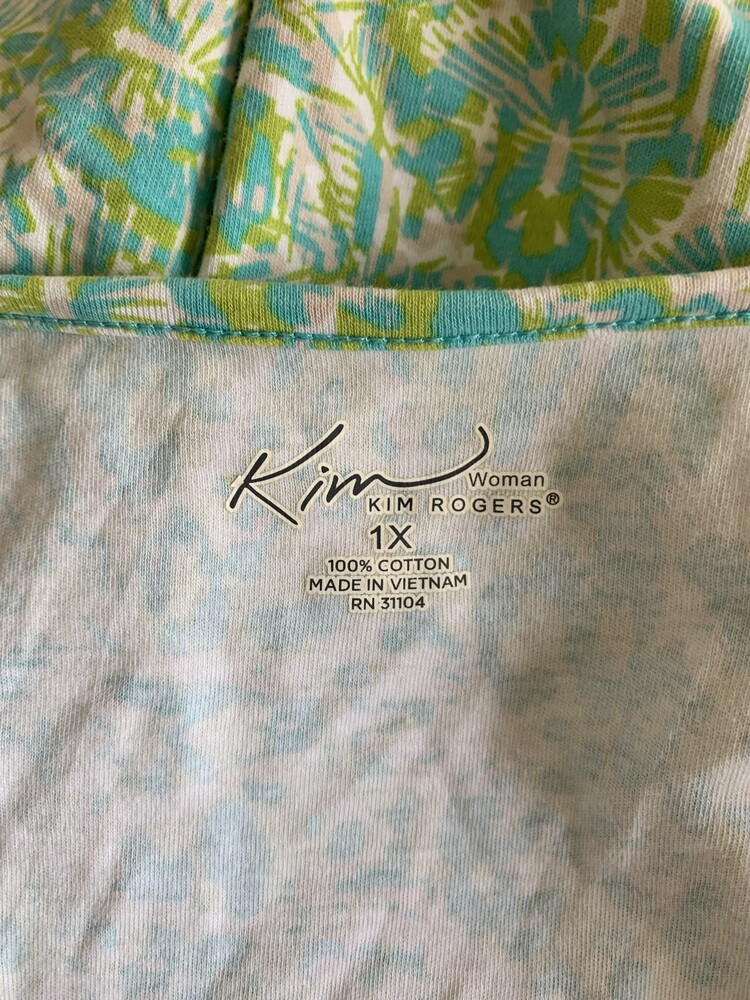 Kim Woman
KIM ROGERS®
1X
100% COTTON
MADE IN VIETNAM
RN 31104